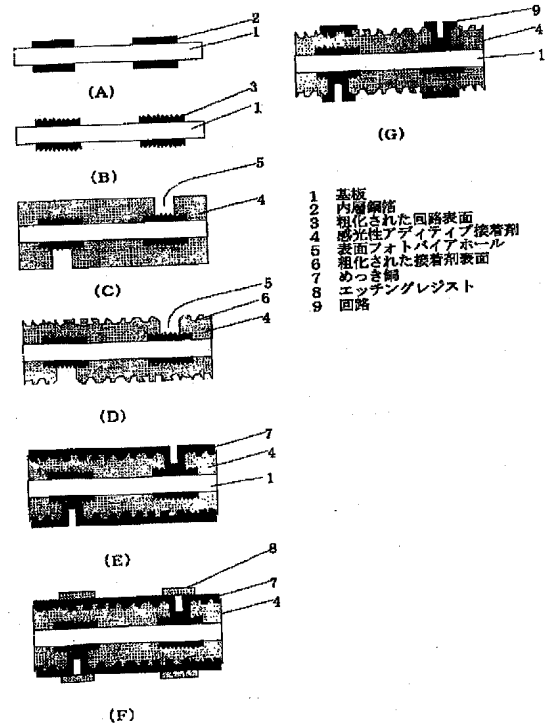 2
1
(A)
3
1
(B)
5
4
(C)
5
6
4
(D)
7
4
1
(E)
8
7
4
(F)
9
4
1
(G)
1 基板
2 内層銅箔
3 粗化された回路表面
4 感光性アディティブ接着剤
5 表面フォトバイアホール
6 粗化された接着剤表面
7 めっき銅
8 エッチングレジスト
9 回路